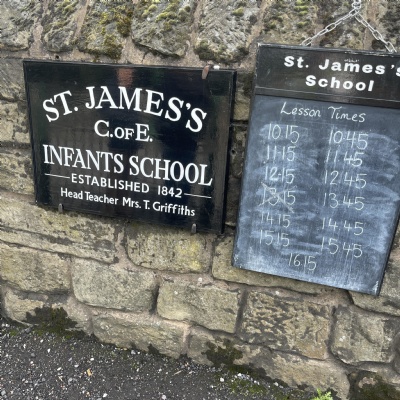 ST. JAMES'S
C. OF E.
INFANTS SCHOOL
ESTABLISHED 1842
Head Teacher Mrs. T. Griffiths
St. James's
School
Lesson Times
10.15 10.45
11.15 11.45
12.15 12.45
13.15 13.45
14.15 14.45
15.15 15.45
16.15